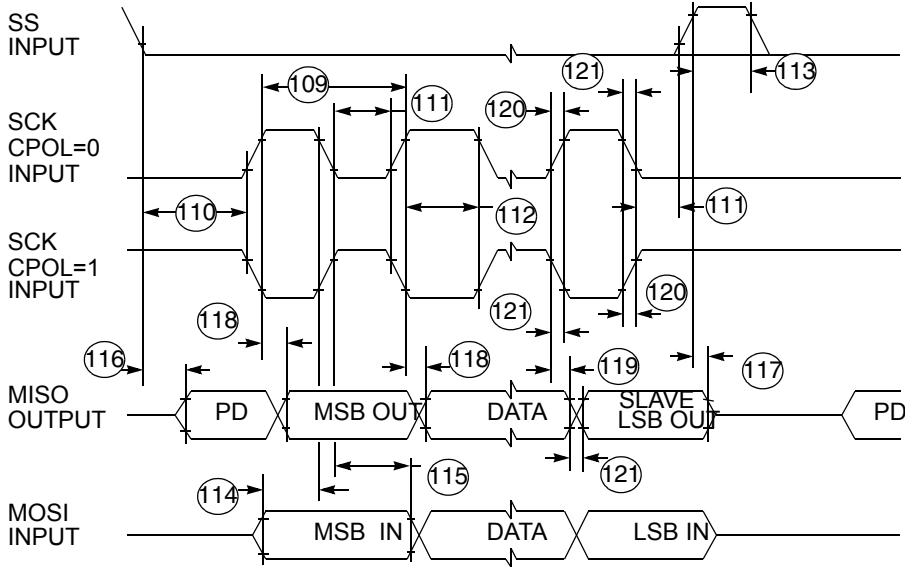 SS
INPUT
121
113
109
111
120
SCK
CPOL=0
INPUT
110
112
111
SCK
CPOL=1
INPUT
121
120
118
116
118
119
117
MISO
OUTPUT
PD
MSB OUT
DATA
SLAVE
LSB OUT
PD
114
115
121
MOSI
INPUT
MSB IN
DATA
LSB IN